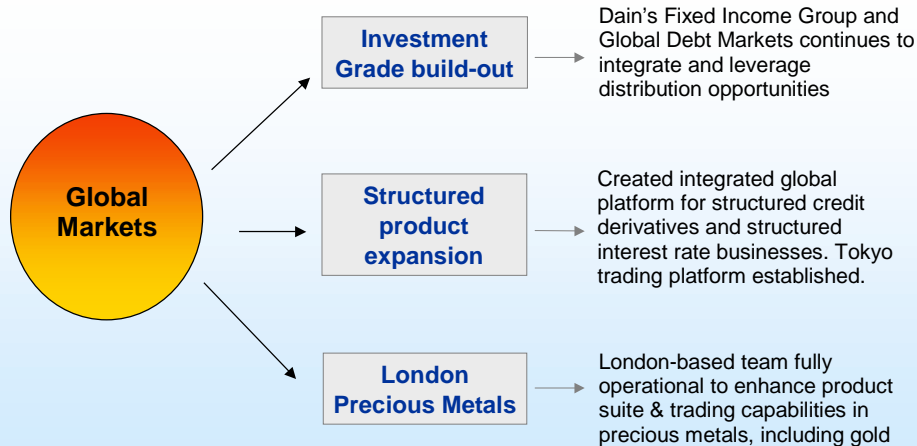 Global
Markets
Investment
Grade build-out
Dain's Fixed Income Group and
Global Debt Markets continues to
integrate and leverage
distribution opportunities
Structured
product
expansion
Created integrated global
platform for structured credit
derivatives and structured
interest rate businesses. Tokyo
trading platform established.
London
Precious Metals
London-based team fully
operational to enhance product
suite & trading capabilities in
precious metals, including gold